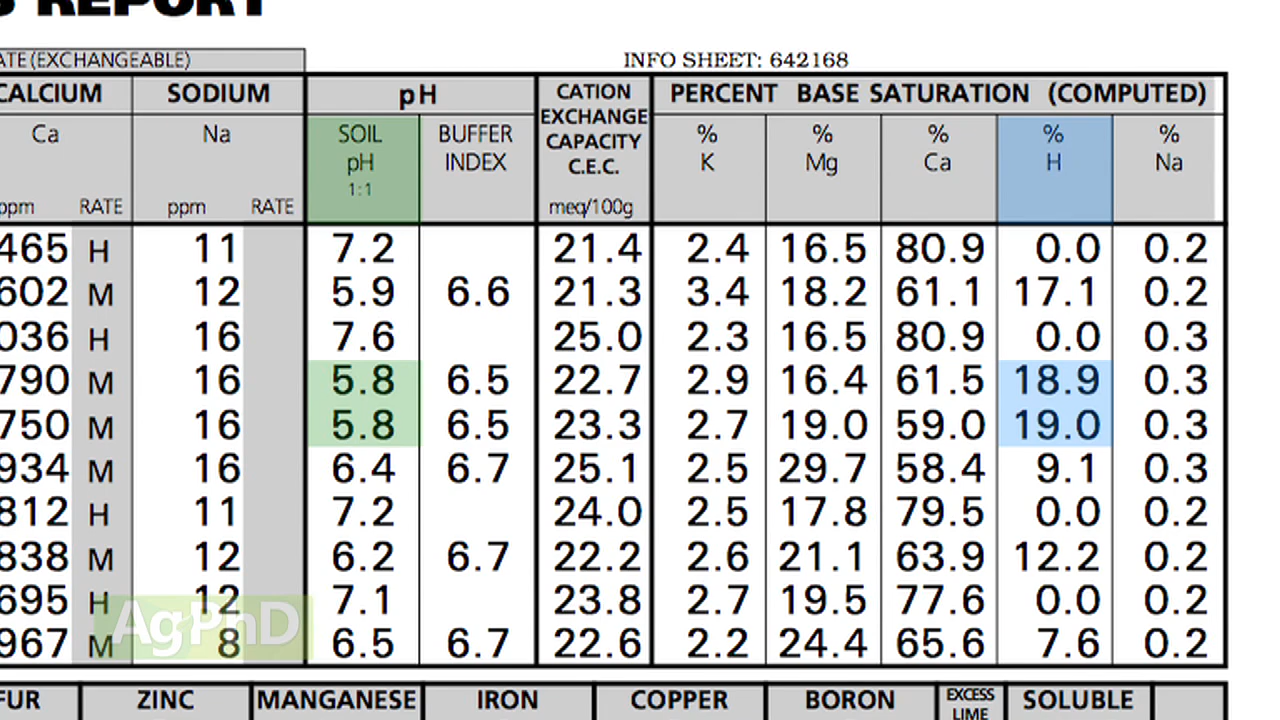 REPORT
ATE (EXCHANGEABLE) INFO SHEET: 642168
CALCIUM SODIUM pH CATION EXCHANGE CAPACITY C.E.C. PERCENT BASE SATURATION (COMPUTED)
Ca Na SOIL pH 1:1 BUFFER INDEX % K % Mg % Ca % H % Na
ppm RATE ppm RATE meq/100g
465 H 11 7.2 21.4 2.4 16.5 80.9 0.0 0.2
602 M 12 5.9 6.6 21.3 3.4 18.2 61.1 17.1 0.2
036 H 16 7.6 25.0 2.3 16.5 80.9 0.0 0.3
790 M 16 5.8 6.5 22.7 2.9 16.4 61.5 18.9 0.3
750 M 16 5.8 6.5 23.3 2.7 19.0 59.0 19.0 0.3
934 M 16 6.4 6.7 25.1 2.5 29.7 58.4 9.1 0.3
812 H 11 7.2 24.0 2.5 17.8 79.5 0.0 0.2
838 M 12 6.2 6.7 22.2 2.6 21.1 63.9 12.2 0.2
695 H 12 7.1 23.8 2.7 19.5 77.6 0.0 0.2
AgPhD
967 M 8 6.5 6.7 22.6 2.2 24.4 65.6 7.6 0.2
FUR ZINC MANGANESE IRON COPPER BORON EXCESS LIME SOLUBLE